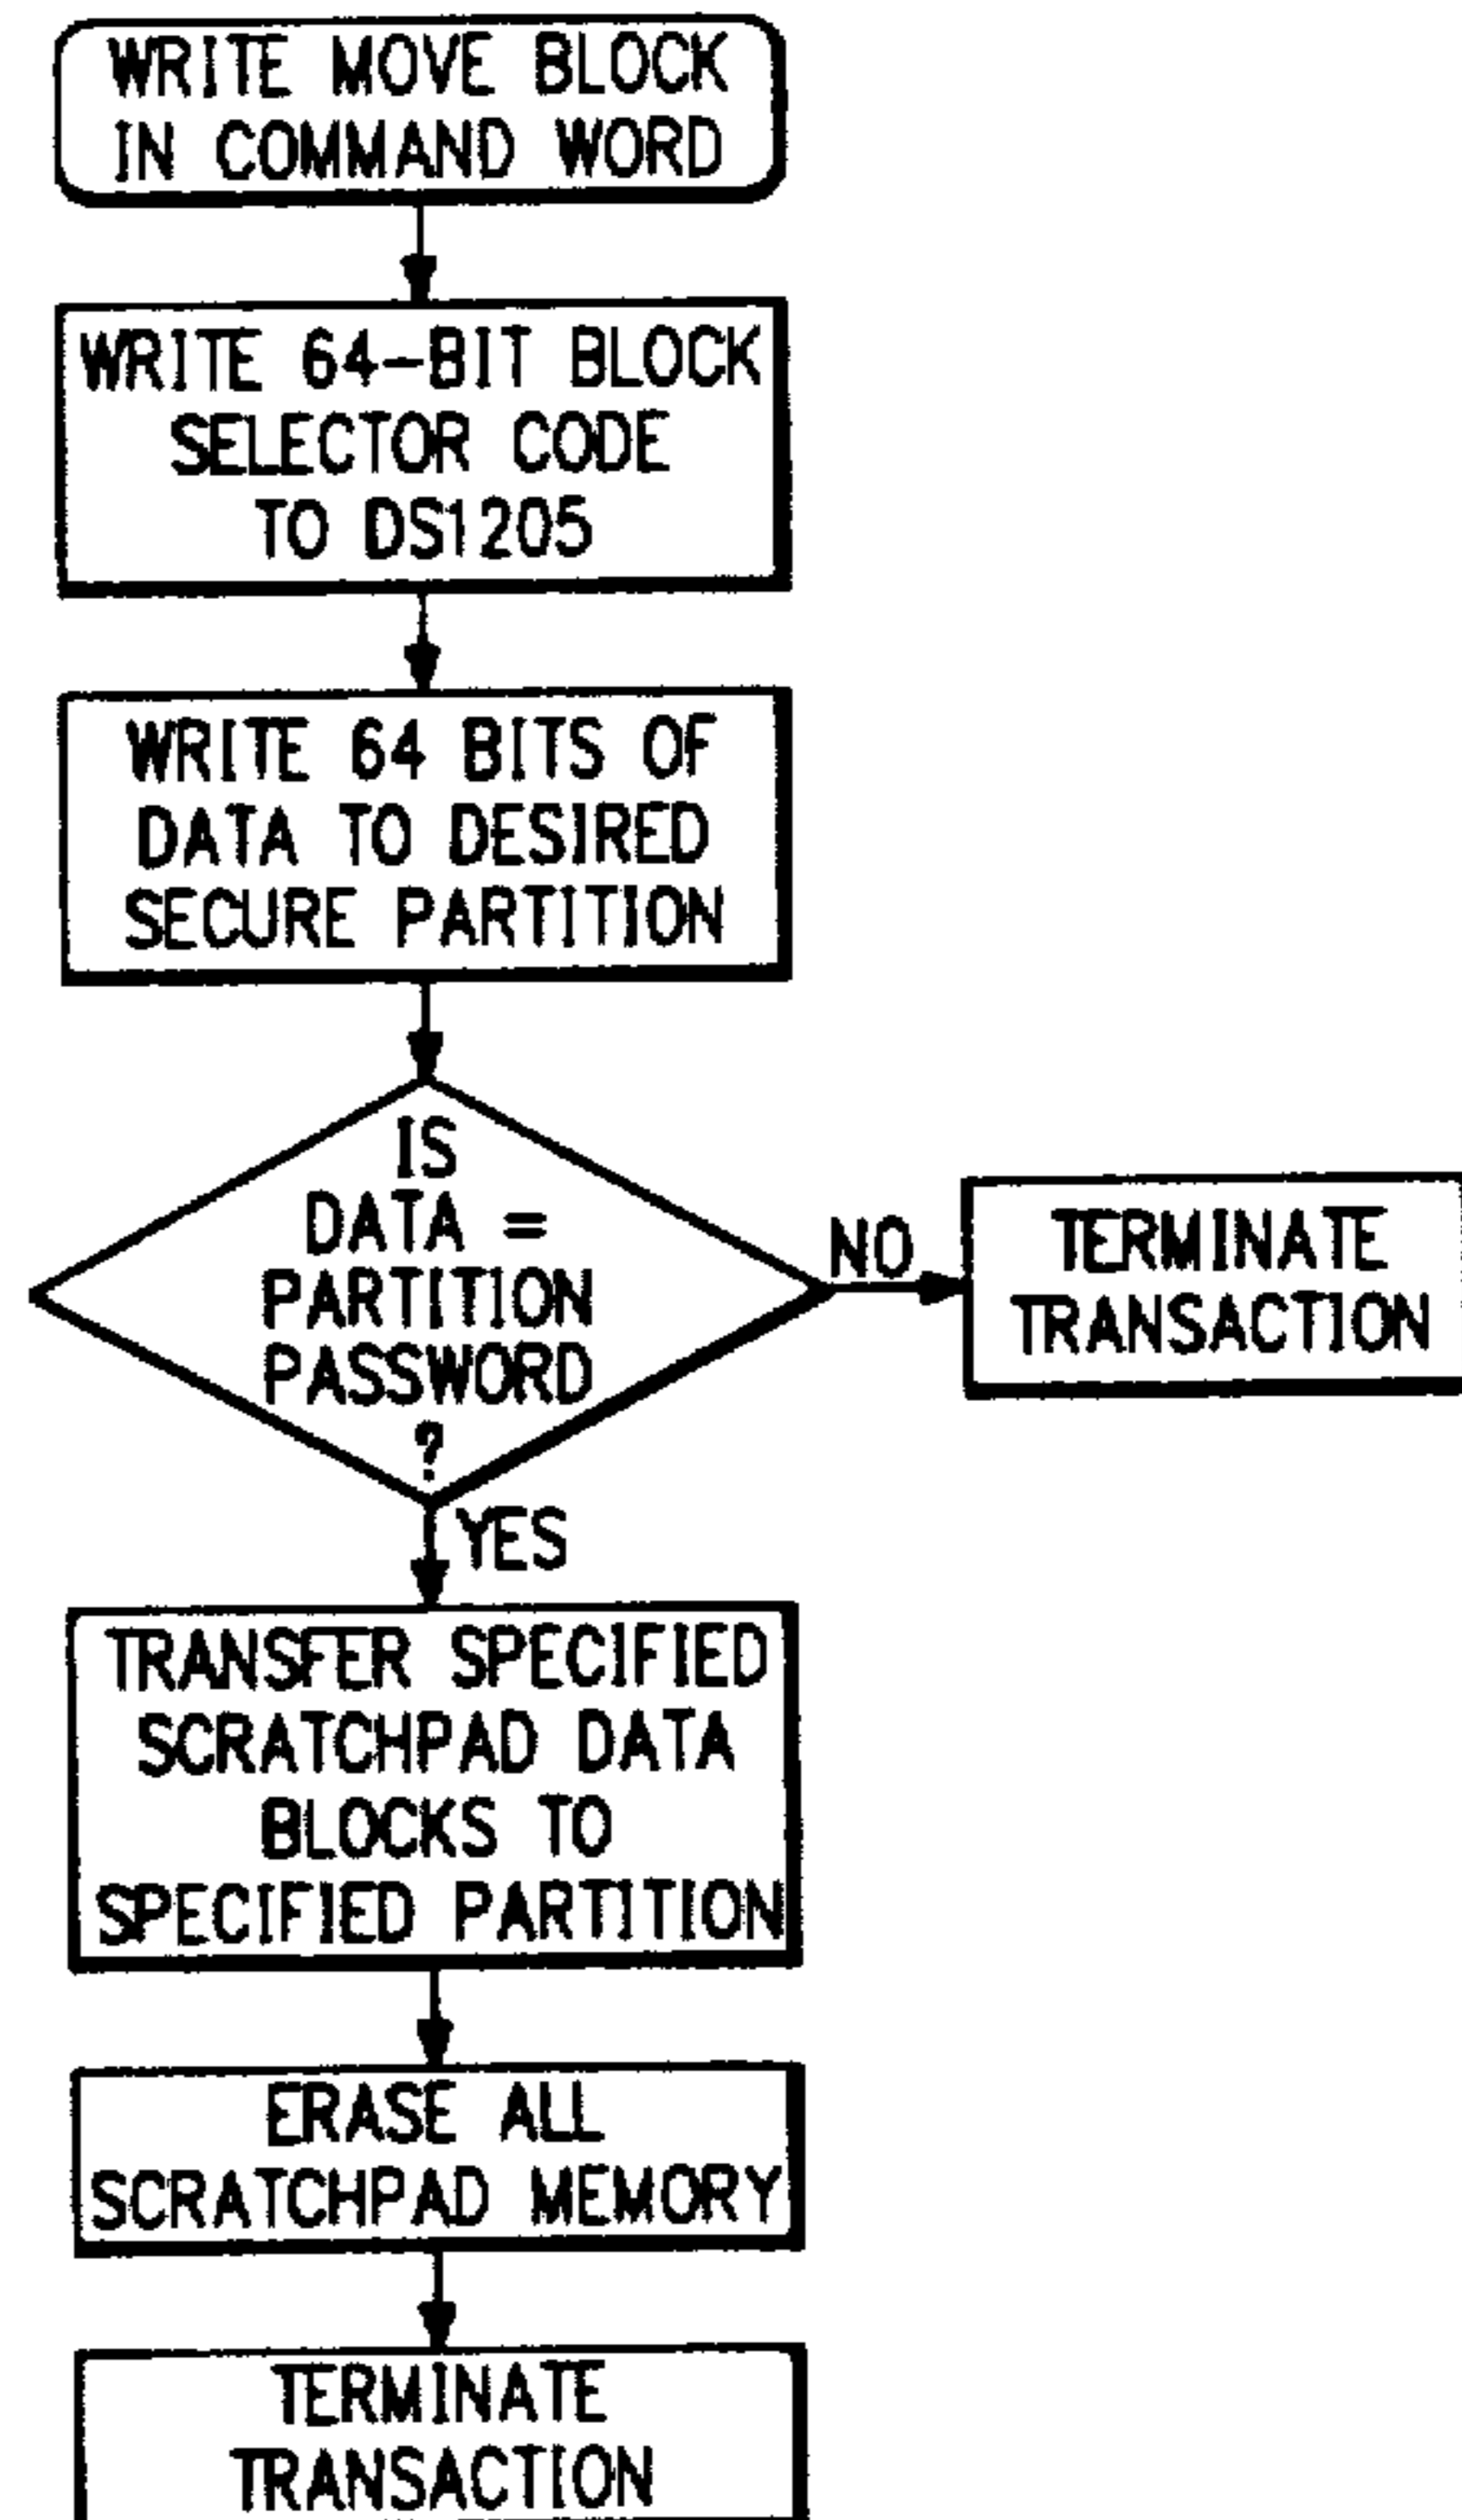 WRITE MOVE BLOCK
IN COMMAND WORD
WRITE 64-BIT BLOCK
SELECTOR CODE
TO DS1205
WRITE 64 BITS OF
DATA TO DESIRED
SECURE PARTITION
IS
DATA =
PARTITION
PASSWORD
?
NO
TERMINATE
TRANSACTION
YES
TRANSFER SPECIFIED
SCRATCHPAD DATA
BLOCKS TO
SPECIFIED PARTITION
ERASE ALL
SCRATCHPAD MEMORY
TERMINATE
TRANSACTION